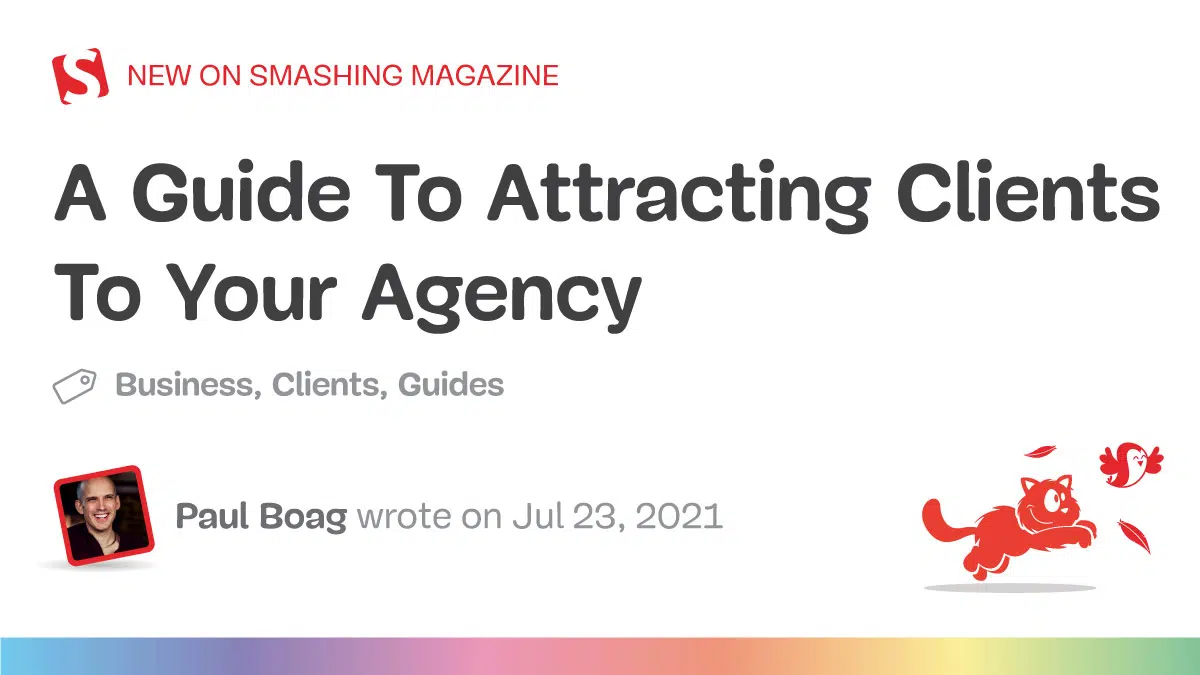 NEW ON SMASHING MAGAZINE
A Guide To Attracting Clients
To Your Agency
Business, Clients, Guides
Paul Boag wrote on Jul 23, 2021